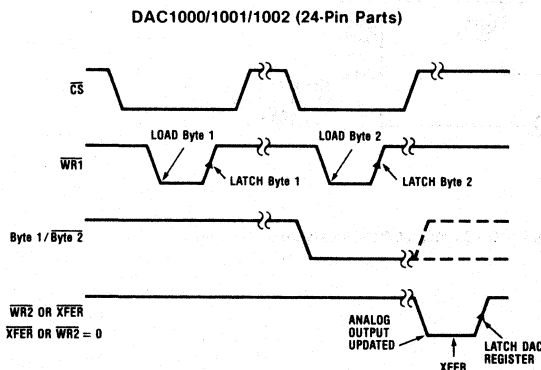 DAC1000/1001/1002 (24-Pin Parts)
CS
LOAD Byte 1
LOAD Byte 2
WR1
LATCH Byte 1
LATCH Byte 2
Byte 1/Byte 2
WR2 OR XFER
XFER OR WR2 = 0
ANALOG
OUTPUT
UPDATED
XFER
LATCH DAC
REGISTER